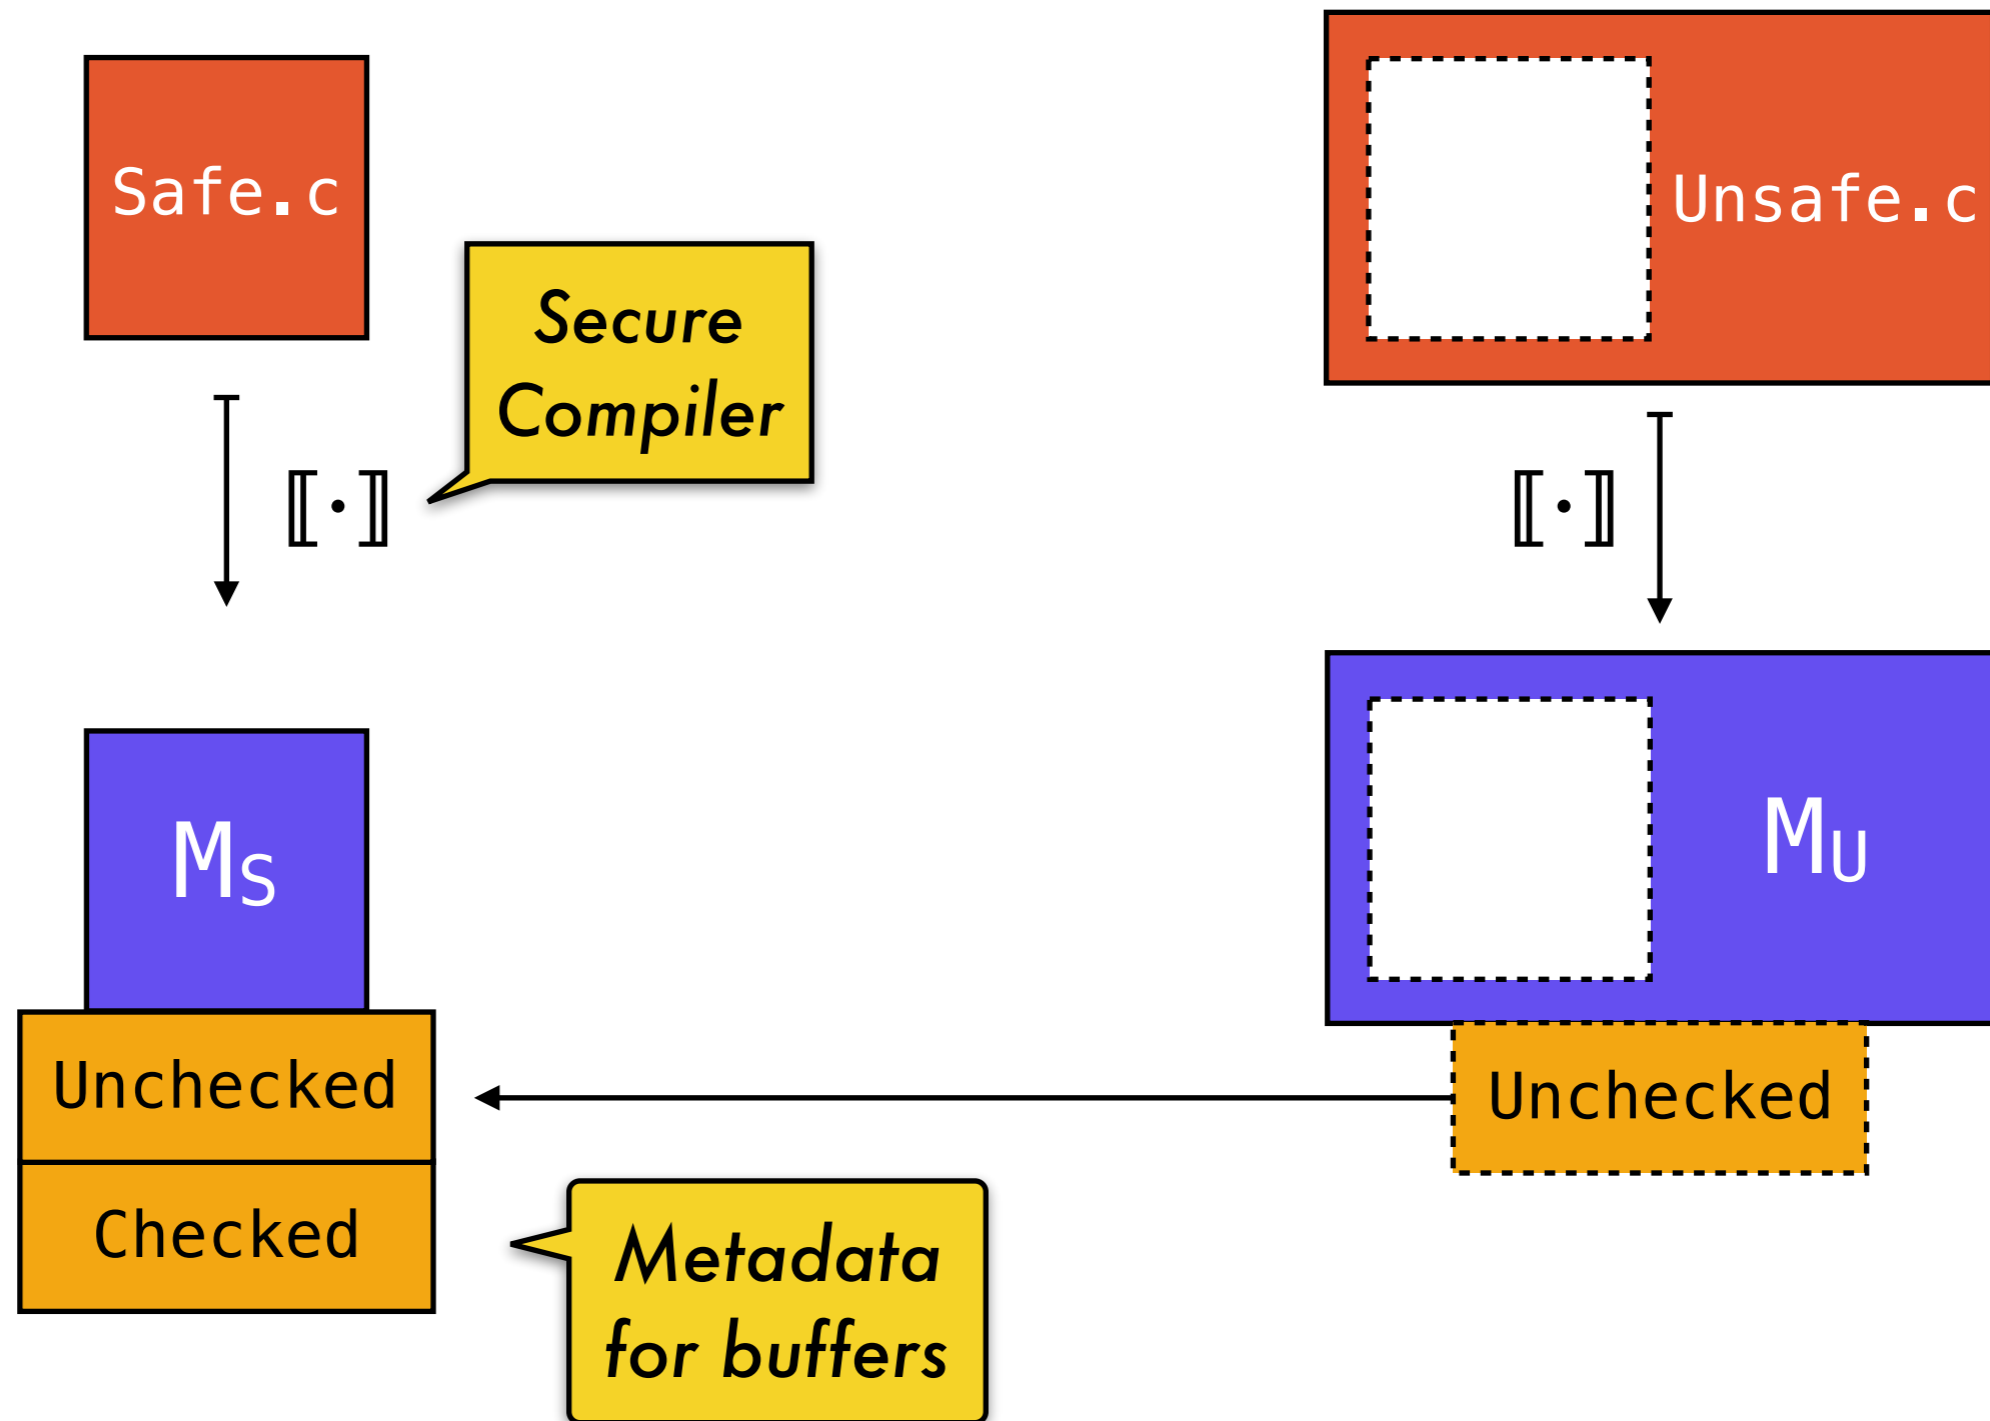 Safe.c
Unsafe.c
Secure
Compiler
⟦·⟧
⟦·⟧
MS
MU
Unchecked
Unchecked
Checked
Metadata
for buffers